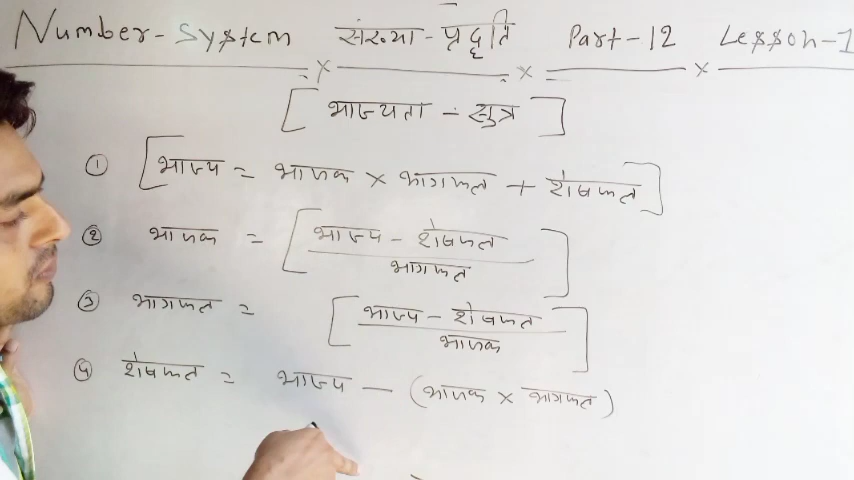 Number-System संख्या-पद्धति Part-12 Lesson-1
[भाज्यता - सुत्र]
① [भाज्य = भाजक × भागफल + शेषफल]
② भाजक = [भाज्य - शेषफल
भागफल]
③ भागफल = [भाज्य - शेषफल
भाजक]
④ शेषफल = भाज्य - (भाजक × भागफल)